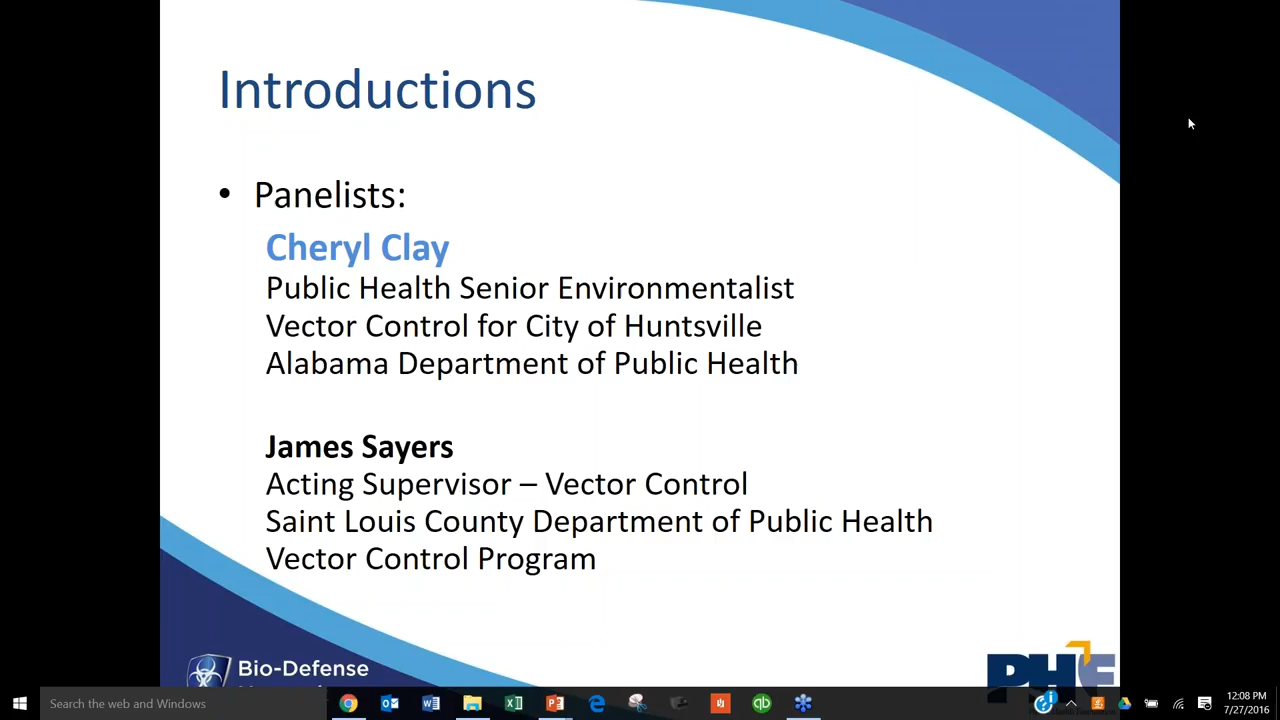 Introductions
• Panelists:
Cheryl Clay
Public Health Senior Environmentalist
Vector Control for City of Huntsville
Alabama Department of Public Health
James Sayers
Acting Supervisor – Vector Control
Saint Louis County Department of Public Health
Vector Control Program
Bio-Defense
PHE
Search the web and Windows
12:08 PM
7/27/2016